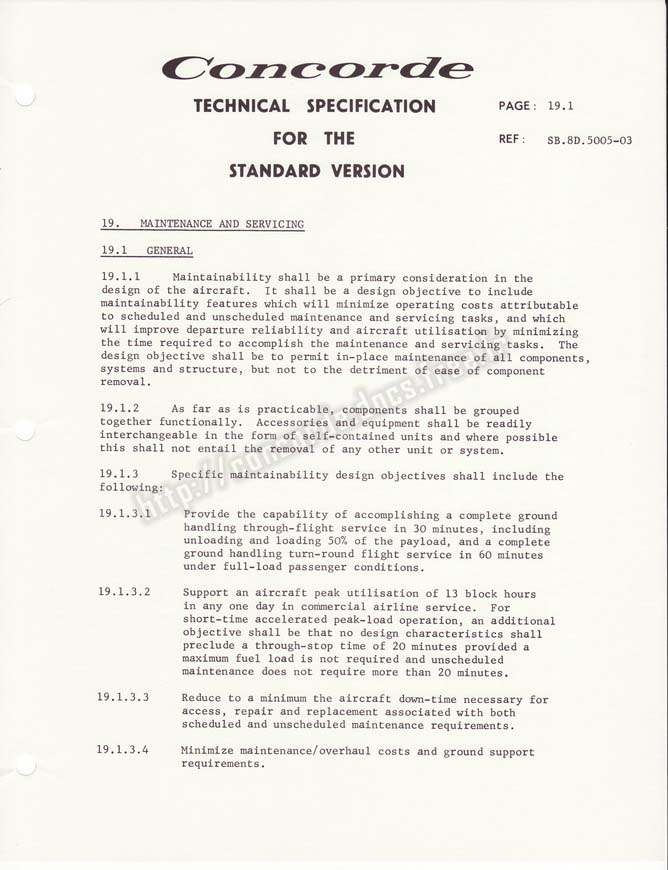 Concorde
TECHNICAL SPECIFICATION
FOR THE
STANDARD VERSION
PAGE: 19.1
REF: SB.8D.5005-03
19. MAINTENANCE AND SERVICING
19.1 GENERAL
19.1.1 Maintainability shall be a primary consideration in the
design of the aircraft. It shall be a design objective to include
maintainability features which will minimize operating costs attributable
to scheduled and unscheduled maintenance and servicing tasks, and which
will improve departure reliability and aircraft utilisation by minimizing
the time required to accomplish the maintenance and servicing tasks. The
design objective shall be to permit in-place maintenance of all components,
systems and structure, but not to the detriment of ease of component
removal.
19.1.2 As far as is practicable, components shall be grouped
together functionally. Accessories and equipment shall be readily
interchangeable in the form of self-contained units and where possible
this shall not entail the removal of any other unit or system.
19.1.3 Specific maintainability design objectives shall include the
following:
19.1.3.1 Provide the capability of accomplishing a complete ground
handling through-flight service in 30 minutes, including
unloading and loading 50% of the payload, and a complete
ground handling turn-round flight service in 60 minutes
under full-load passenger conditions.
19.1.3.2 Support an aircraft peak utilisation of 13 block hours
in any one day in commercial airline service. For
short-time accelerated peak-load operation, an additional
objective shall be that no design characteristics shall
preclude a through-stop time of 20 minutes provided a
maximum fuel load is not required and unscheduled
maintenance does not require more than 20 minutes.
19.1.3.3 Reduce to a minimum the aircraft down-time necessary for
access, repair and replacement associated with both
scheduled and unscheduled maintenance requirements.
19.1.3.4 Minimize maintenance/overhaul costs and ground support
requirements.
http://concorde.docs.free.fr